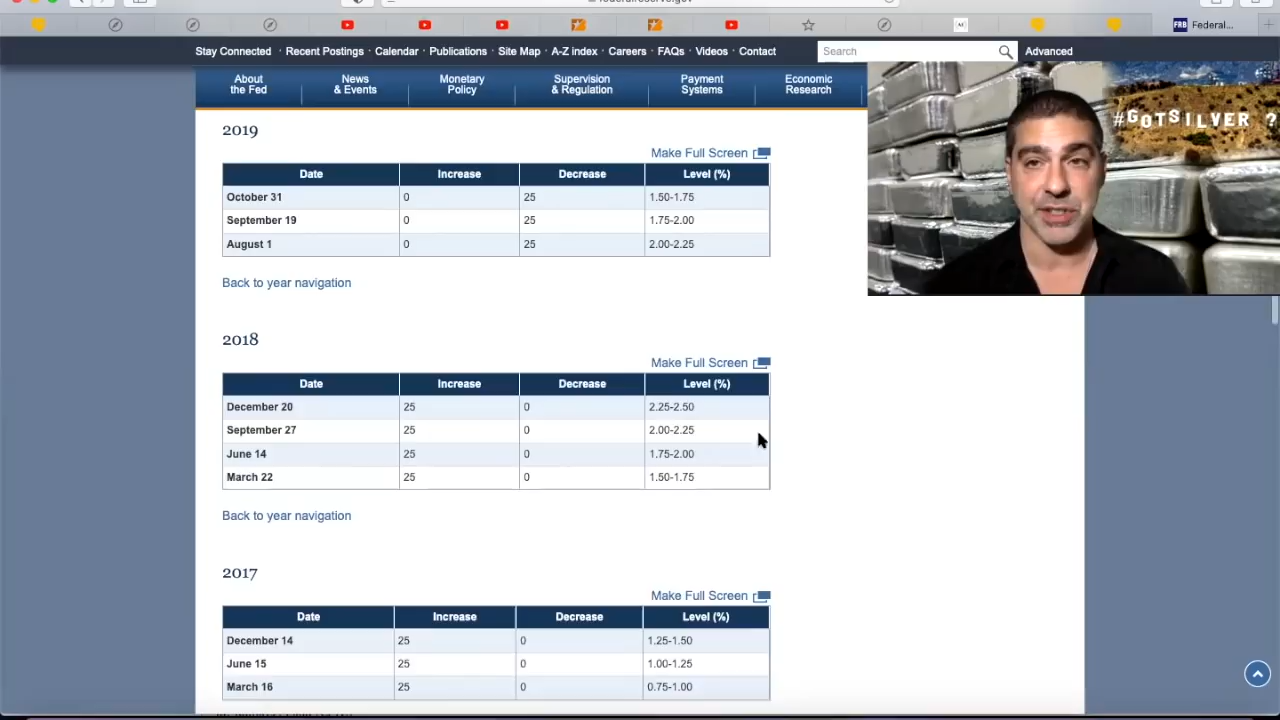 federalreserve.gov
Federal...
Stay Connected Recent Postings Calendar Publications Site Map A-Z index Careers FAQs Videos Contact Search Advanced
About the Fed
News & Events
Monetary Policy
Supervision & Regulation
Payment Systems
Economic Research
#GOTSILVER ?
2019
Make Full Screen
Date Increase Decrease Level (%)
October 31 0 25 1.50-1.75
September 19 0 25 1.75-2.00
August 1 0 25 2.00-2.25
Back to year navigation
2018
Make Full Screen
Date Increase Decrease Level (%)
December 20 25 0 2.25-2.50
September 27 25 0 2.00-2.25
June 14 25 0 1.75-2.00
March 22 25 0 1.50-1.75
Back to year navigation
2017
Make Full Screen
Date Increase Decrease Level (%)
December 14 25 0 1.25-1.50
June 15 25 0 1.00-1.25
March 16 25 0 0.75-1.00